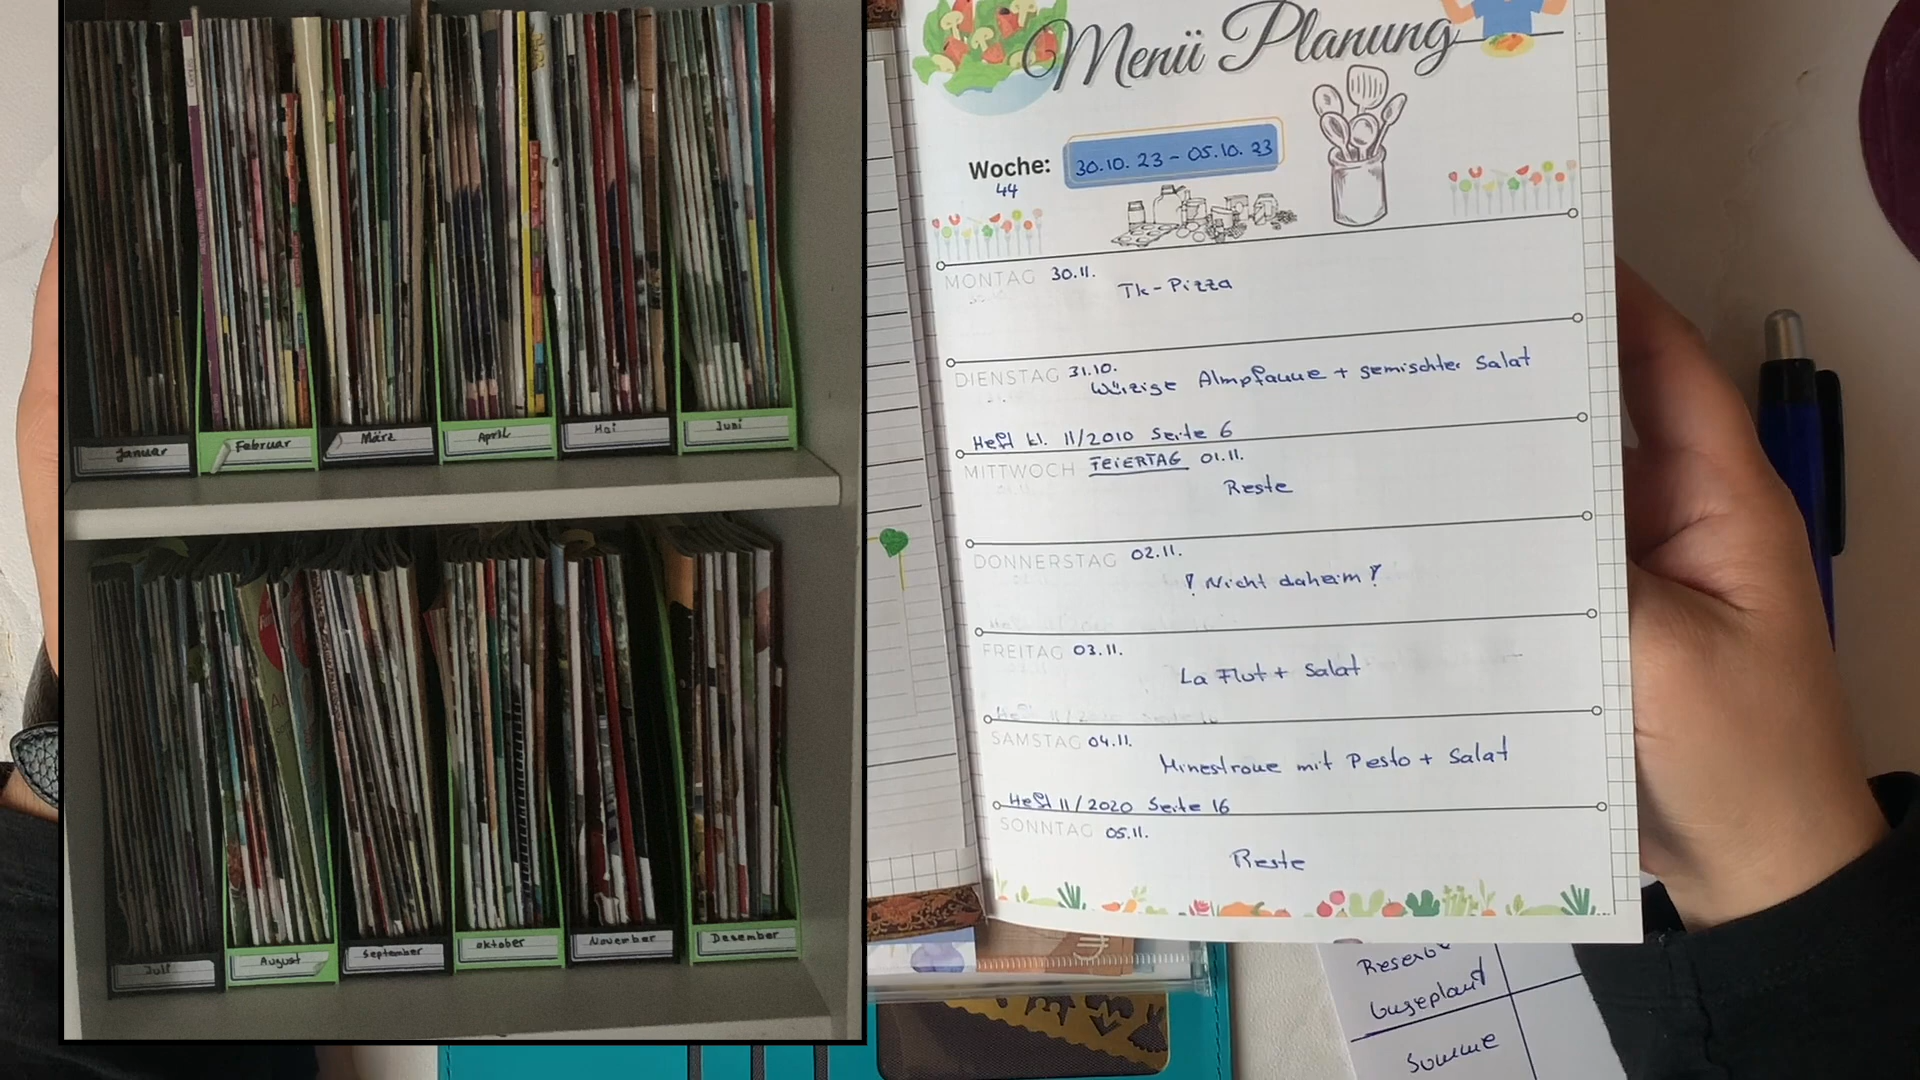 Januar
Februar
März
April
Mai
Juni
Juli
August
September
Oktober
November
Dezember
Menü Planung
Woche: 30.10.23 - 05.10.23
44
MONTAG 30.11.
Tk-Pizza
DIENSTAG 31.10.
Würzige Almpfanne + gemischter Salat
Heft kl. 11/2010 Seite 6
MITTWOCH FEIERTAG 01.11.
Reste
DONNERSTAG 02.11.
! Nicht daheim !
FREITAG 03.11.
La Flut + Salat
SAMSTAG 04.11.
Minestrone mit Pesto + Salat
Heft 11/2020 Seite 16
SONNTAG 05.11.
Reste
Summe